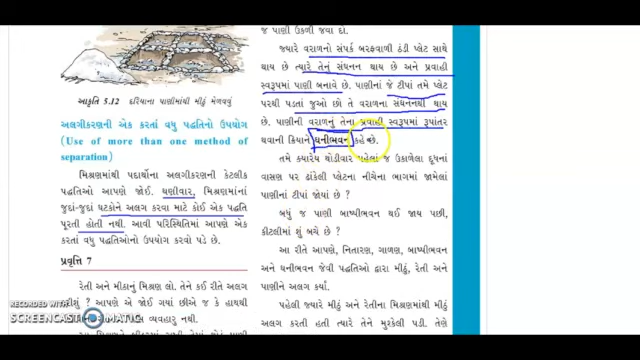 જ પાણી ઉકળી જવા દો.
જ્યારે વરાળનો સંપર્ક બરફવાળી ઠંડી પ્લેટ સાથે
થાય છે ત્યારે તેનું સંઘનન થાય છે અને પ્રવાહી
સ્વરૂપમાં પાણી બનાવે છે. પાણીનાં જે ટીપાં તમે પ્લેટ
પરથી પડતાં જુઓ છો તે વરાળના સંઘનનથી થાય
છે. પાણીની વરાળનું તેના પ્રવાહી સ્વરૂપમાં રૂપાંતર
થવાની ક્રિયાને ઘનીભવન કહે છે.
તમે ક્યારેય થોડીવાર પહેલાં જ ઉકાળેલા દૂધના
વાસણ પર ઢાંકેલી પ્લેટના નીચેના ભાગમાં જામેલાં
પાણીનાં ટીપાં જોયાં છે ?
બધું જ પાણી બાષ્પીભવન થઈ જાય પછી,
કીટલીમાં શું બચે છે ?
આ રીતે આપણે, નિતારણ, ગાળણ, બાષ્પીભવન
અને ઘનીભવન જેવી પદ્ધતિઓ દ્વારા મીઠું, રેતી અને
પાણીને અલગ કર્યાં.
પહેલી જ્યારે મીઠું અને રેતીના મિશ્રણમાંથી મીઠું
અલગ કરતી હતી ત્યારે તેને મુશ્કેલી પડી. તેણે
આકૃતિ 5.12 દરિયાના પાણીમાંથી મીઠું મેળવવું
અલગીકરણની એક કરતાં વધુ પદ્ધતિનો ઉપયોગ
(Use of more than one method of
separation)
મિશ્રણમાંથી પદાર્થોના અલગીકરણની કેટલીક
પદ્ધતિઓ આપણે જોઈ. ઘણીવાર, મિશ્રણમાંનાં
જુદાં-જુદાં ઘટકોને અલગ કરવા માટે કોઈ એક પદ્ધતિ
પૂરતી હોતી નથી. આવી પરિસ્થિતિમાં આપણે એક
કરતાં વધુ પદ્ધતિઓનો ઉપયોગ કરવો પડે છે.
પ્રવૃત્તિ 7
રેતી અને મીઠાનું મિશ્રણ લો. તેને કઈ રીતે અલગ
કરીશું ? આપણે એ જોઈ ગયાં છીએ જ કે હાથથી
વ્યવહારુ નથી.
RECORDED WITH
SCREENCAST MATIC